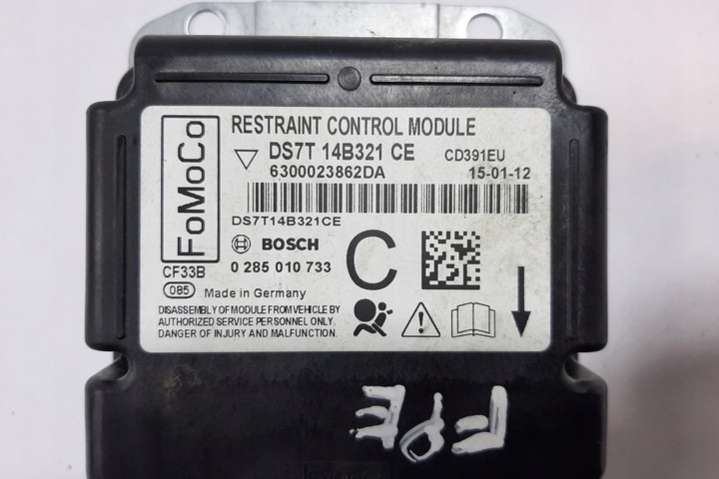 FoMoCo
RESTRAINT CONTROL MODULE
DS7T 14B321 CE CD391EU
6300023862DA 15-01-12
DS7T14B321CE
BOSCH
C
CF33B 0 285 010 733
085 Made in Germany
DISASSEMBLY OF MODULE FROM VEHICLE BY
AUTHORIZED SERVICE PERSONNEL ONLY.
DANGER OF INJURY AND MALFUNCTION.